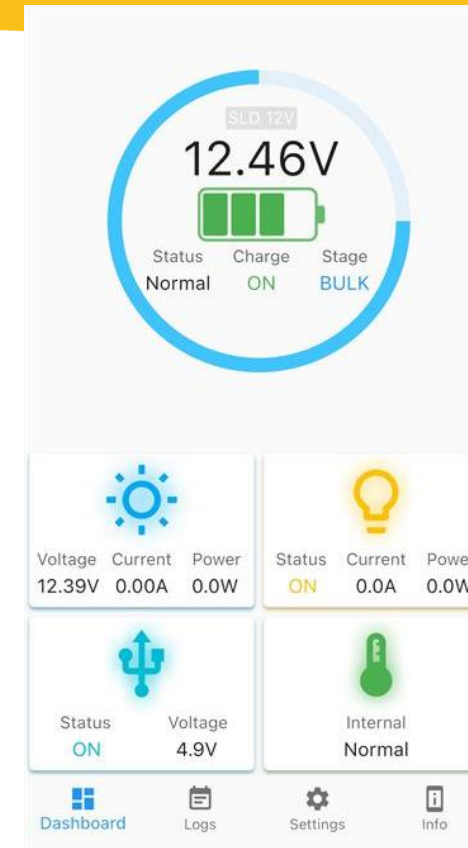 SLD 12V
12.46V
Status Charge Stage
Normal ON BULK
Voltage Current Power
12.39V 0.00A 0.0W
Status Current Powe
ON 0.0A 0.0W
Status Voltage
ON 4.9V
Internal
Normal
Dashboard Logs Settings Info